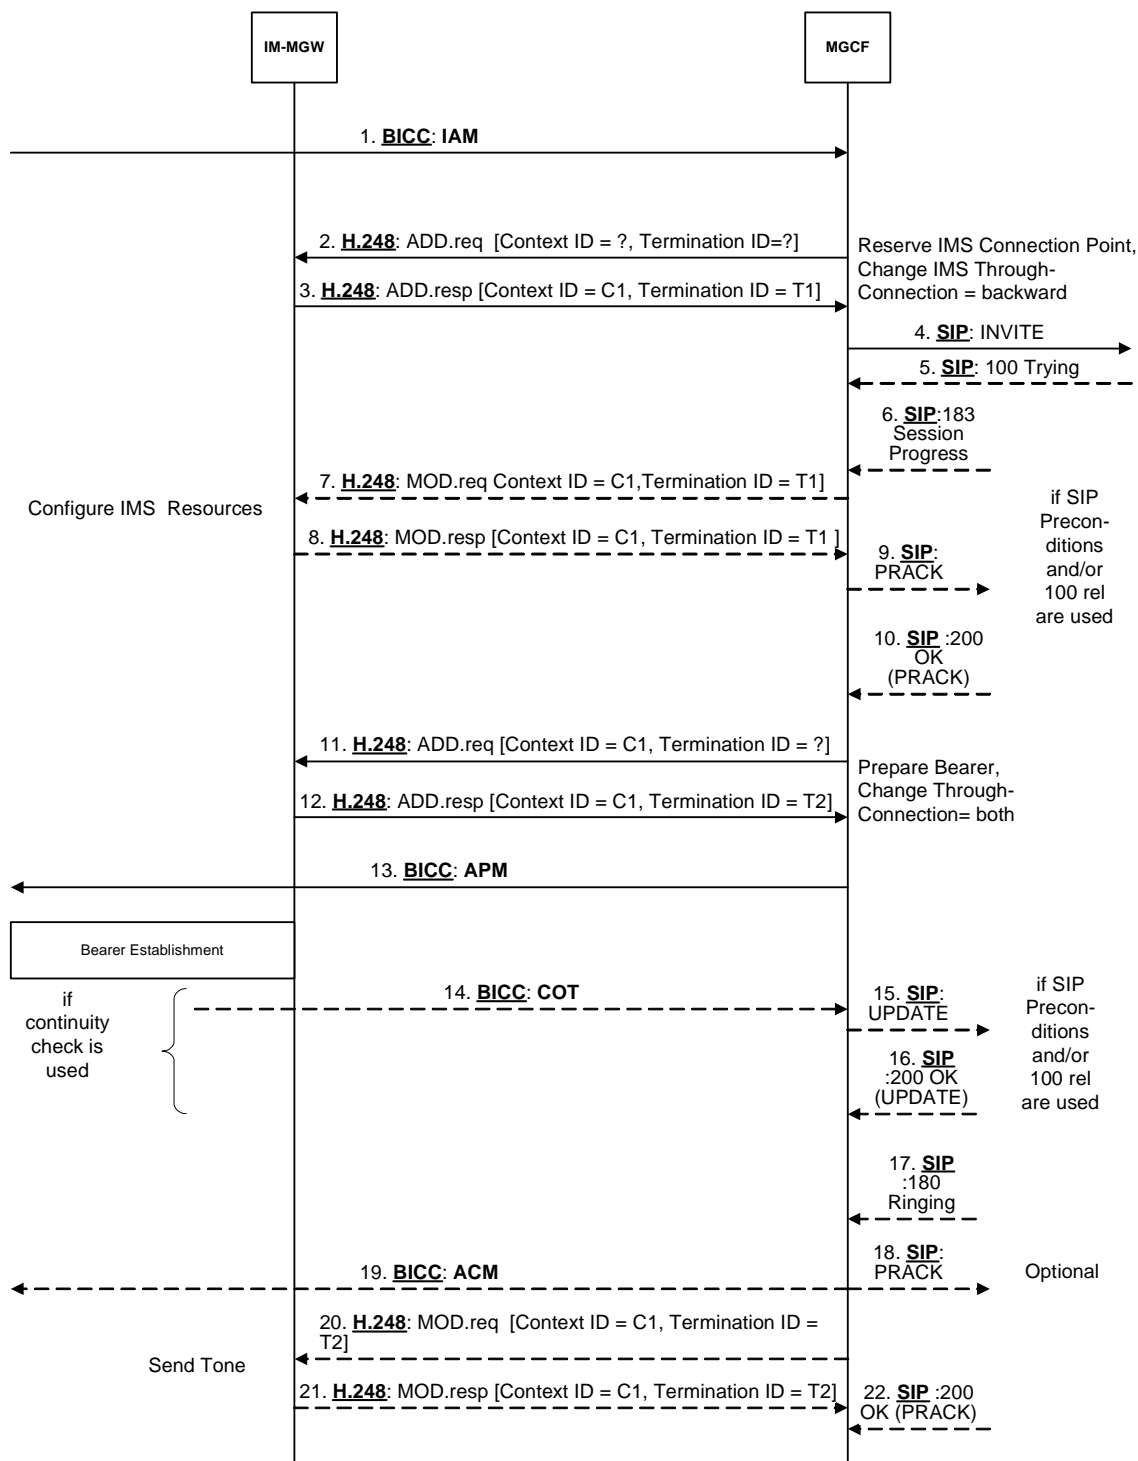 IM-MGW
MGCF
1. BICC: IAM
2. H.248: ADD.req [Context ID = ?, Termination ID=?]
Reserve IMS Connection Point,
Change IMS Through-
Connection = backward
3. H.248: ADD.resp [Context ID = C1, Termination ID = T1]
4. SIP: INVITE
5. SIP: 100 Trying
6. SIP:183
Session
Progress
7. H.248: MOD.req Context ID = C1,Termination ID = T1]
Configure IMS Resources
8. H.248: MOD.resp [Context ID = C1, Termination ID = T1 ]
9. SIP:
PRACK
if SIP
Precon-
ditions
and/or
100 rel
are used
10. SIP :200
OK
(PRACK)
11. H.248: ADD.req [Context ID = C1, Termination ID = ?]
Prepare Bearer,
Change Through-
Connection= both
12. H.248: ADD.resp [Context ID = C1, Termination ID = T2]
13. BICC: APM
Bearer Establishment
if
continuity
check is
used
14. BICC: COT
15. SIP:
UPDATE
if SIP
Precon-
ditions
and/or
100 rel
are used
16. SIP
:200 OK
(UPDATE)
17. SIP
:180
Ringing
18. SIP:
PRACK
Optional
19. BICC: ACM
20. H.248: MOD.req [Context ID = C1, Termination ID =
T2]
Send Tone
21. H.248: MOD.resp [Context ID = C1, Termination ID = T2]
22. SIP :200
OK (PRACK)